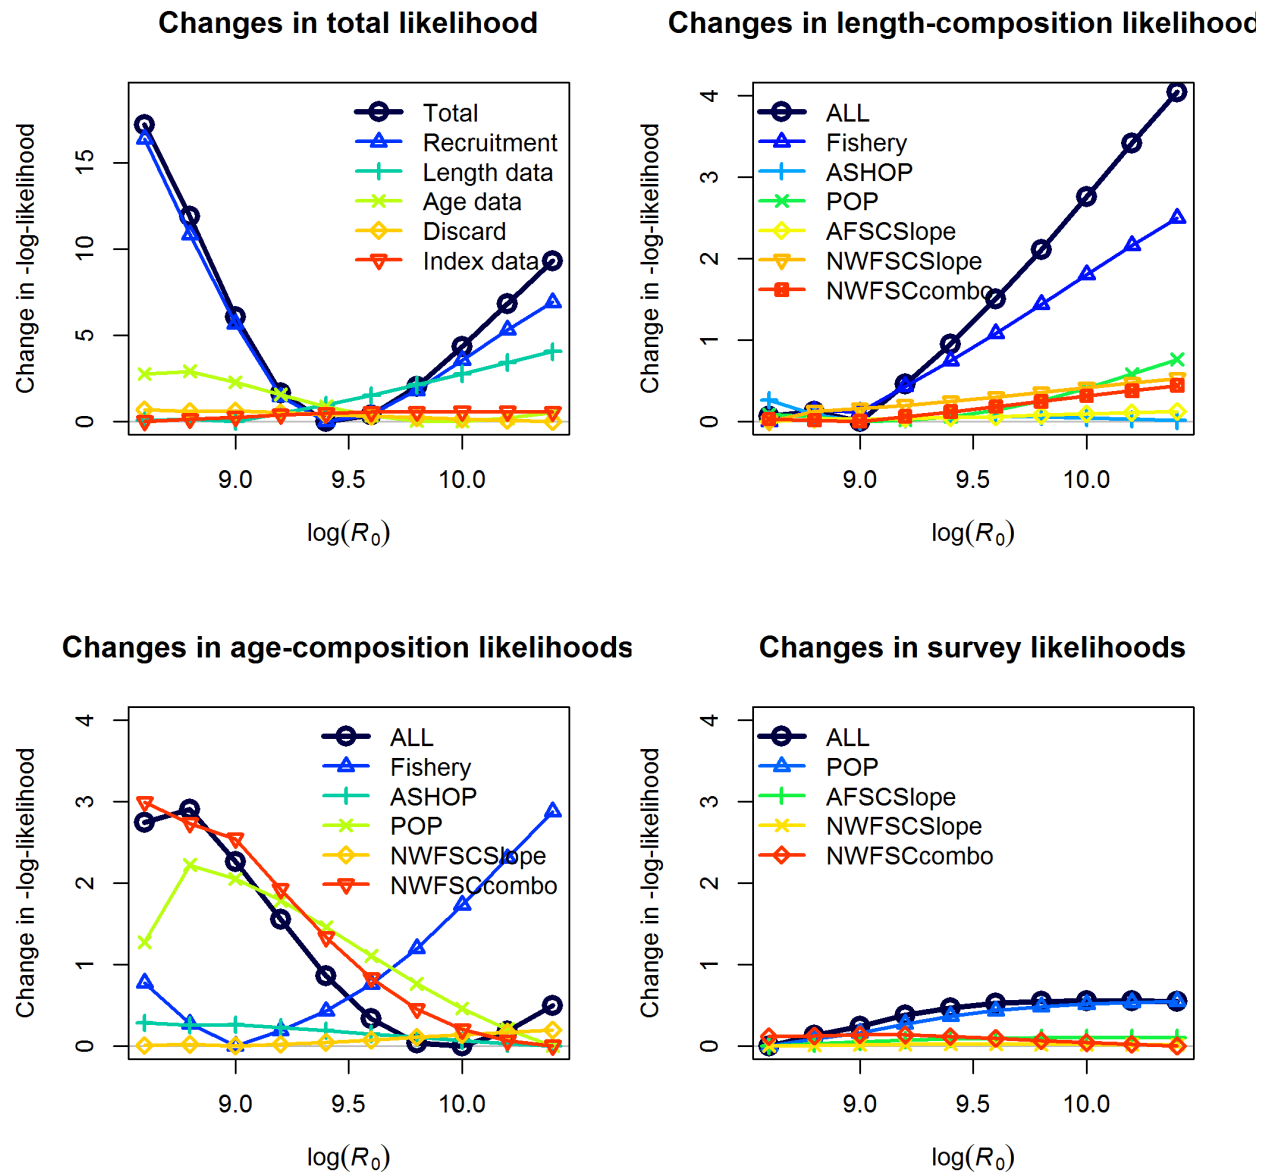 Changes in total likelihood
Change in -log-likelihood
15
10
5
0
Total
Recruitment
Length data
Age data
Discard
Index data
9.0 9.5 10.0
log(R0)
Changes in length-composition likelihood
Change in -log-likelihood
4
3
2
1
0
ALL
Fishery
ASHOP
POP
AFSCSlope
NWFSCSlope
NWFSCcombo
9.0 9.5 10.0
log(R0)
Changes in age-composition likelihoods
Change in -log-likelihood
4
3
2
1
0
ALL
Fishery
ASHOP
POP
NWFSCSlope
NWFSCcombo
9.0 9.5 10.0
log(R0)
Changes in survey likelihoods
Change in -log-likelihood
4
3
2
1
0
ALL
POP
AFSCSlope
NWFSCSlope
NWFSCcombo
9.0 9.5 10.0
log(R0)